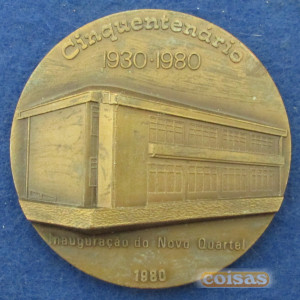 Cinquentenário
1930-1980
Inauguração do Novo Quartel
1980
coisas